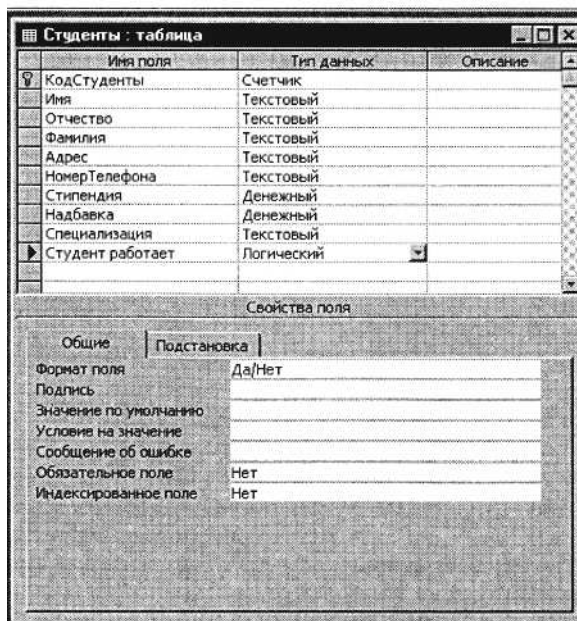 Студенты : таблица
Имя поля Тип данных Описание
КодСтуденты Счетчик
Имя Текстовый
Отчество Текстовый
Фамилия Текстовый
Адрес Текстовый
НомерТелефона Текстовый
Стипендия Денежный
Надбавка Денежный
Специализация Текстовый
Студент работает Логический
Свойства поля
Общие Подстановка
Формат поля Да/Нет
Подпись
Значение по умолчанию
Условие на значение
Сообщение об ошибке
Обязательное поле Нет
Индексированное поле Нет